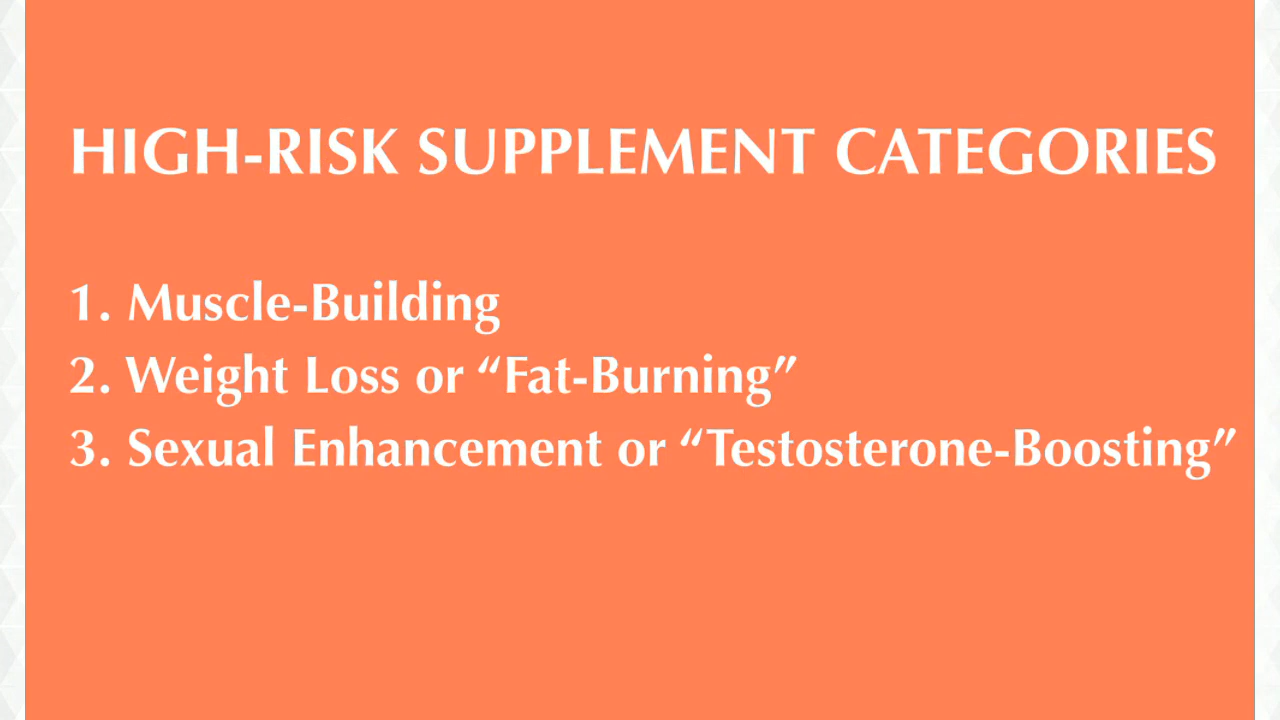 HIGH-RISK SUPPLEMENT CATEGORIES
1. Muscle-Building
2. Weight Loss or “Fat-Burning”
3. Sexual Enhancement or “Testosterone-Boosting”